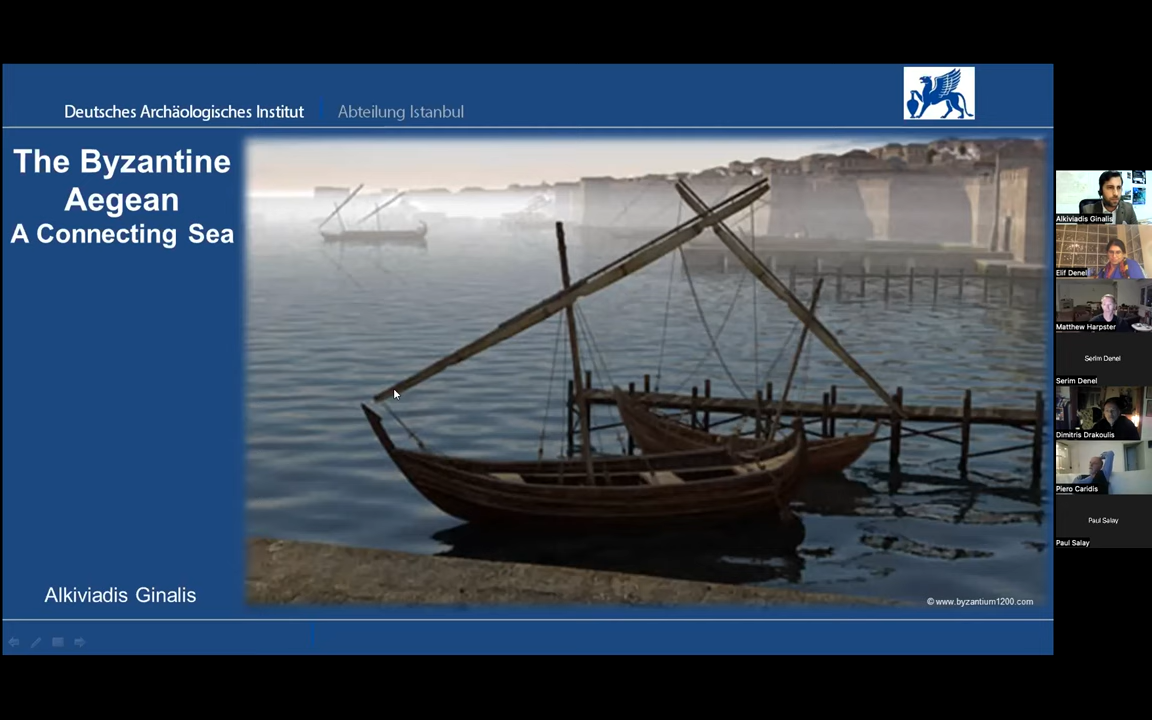 Deutsches Archäologisches Institut
Abteilung Istanbul
The Byzantine
Aegean
A Connecting Sea
Alkiviadis Ginalis
© www.byzantium1200.com
Alkiviadis Ginalis
Elif Denel
Matthew Harpster
Serim Denel
Serim Denel
Dimitris Drakoulis
Piero Caridis
Paul Salay
Paul Salay